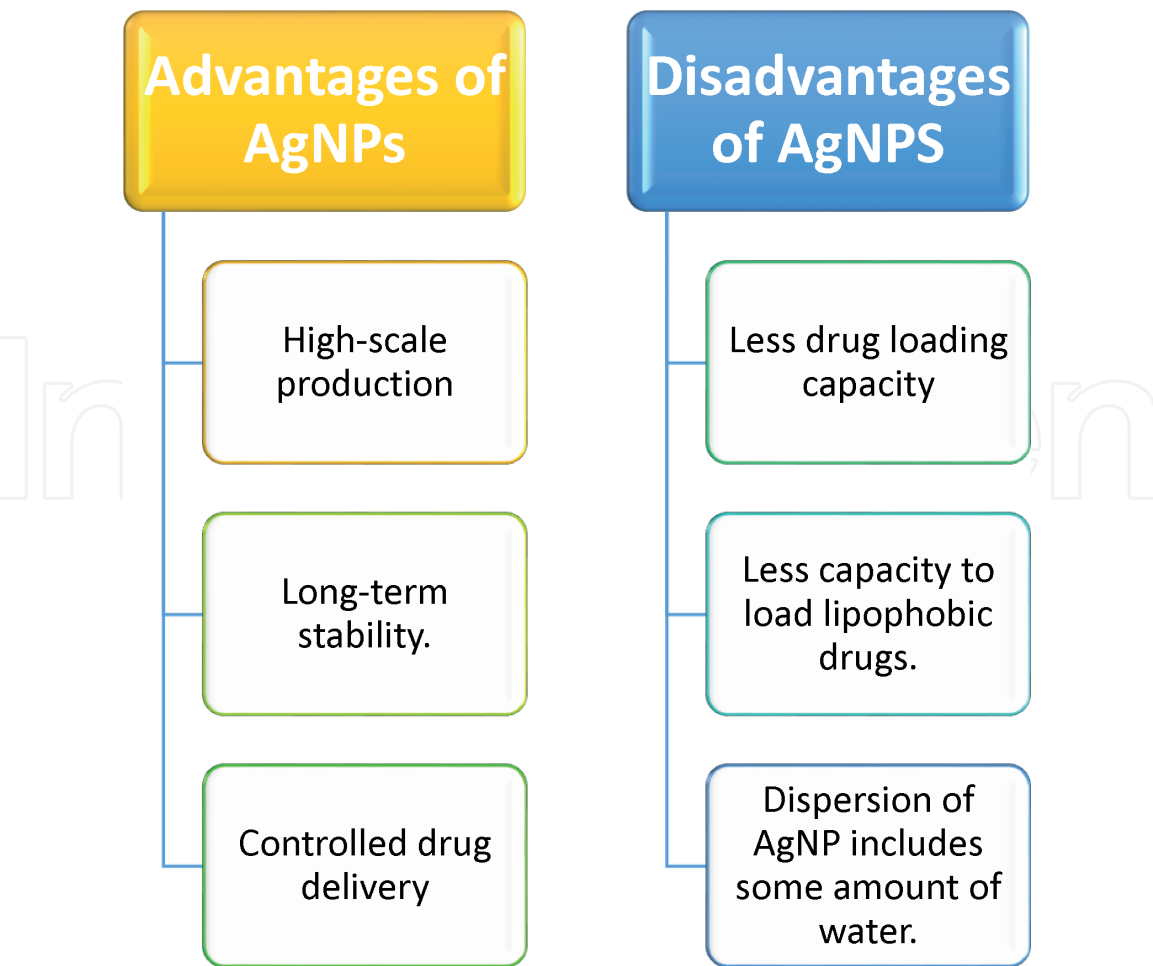 Advantages of
AgNPs
High-scale
production
Long-term
stability.
Controlled drug
delivery
Disadvantages
of AgNPS
Less drug loading
capacity
Less capacity to
load lipophobic
drugs.
Dispersion of
AgNP includes
some amount of
water.